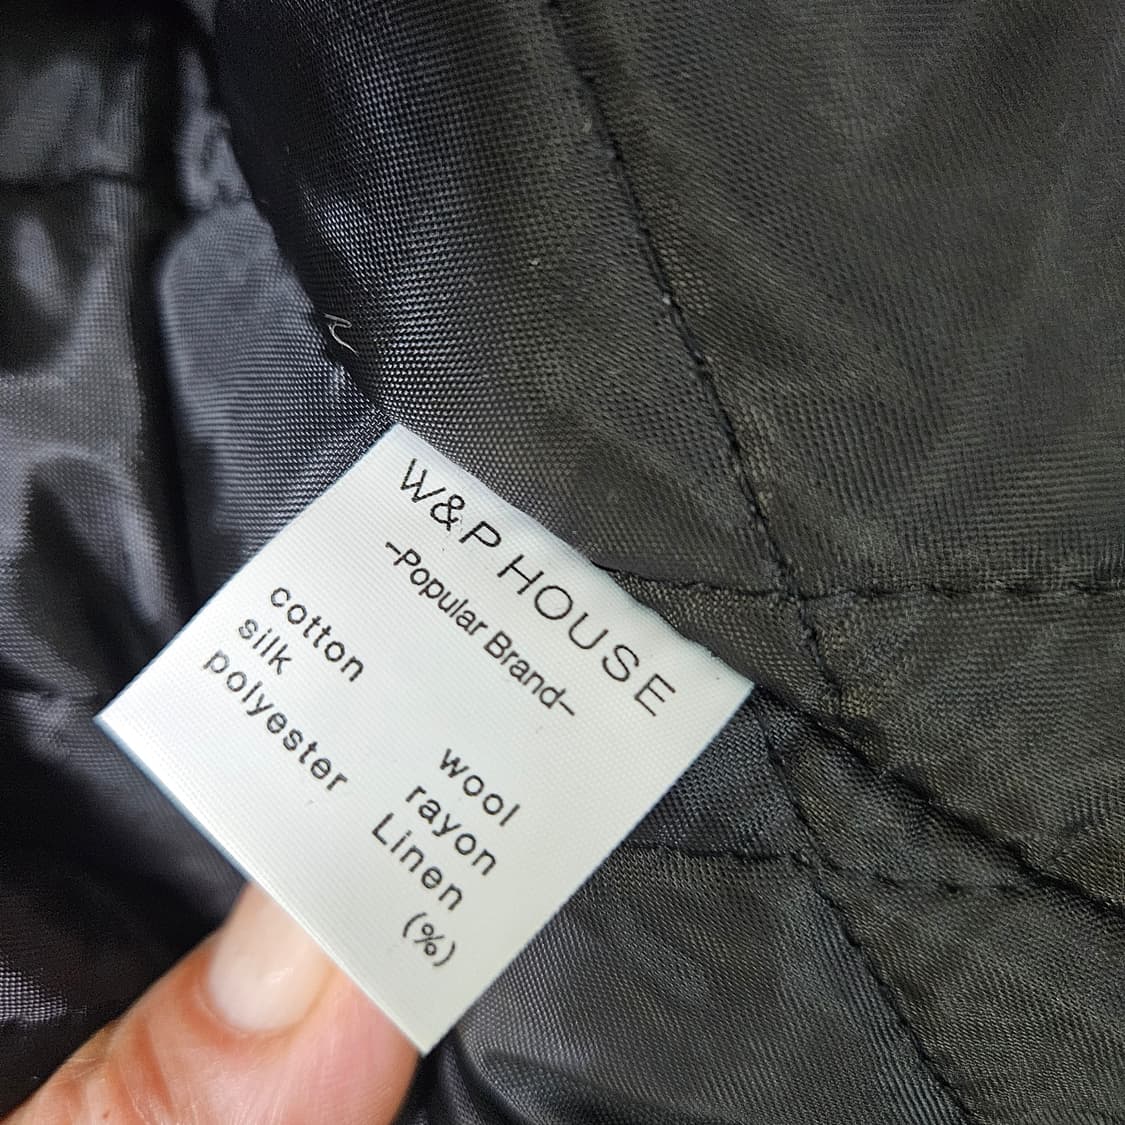 W&P HOUSE
-Popular Brand-
cotton
silk
polyester
wool
rayon
Linen
(%)